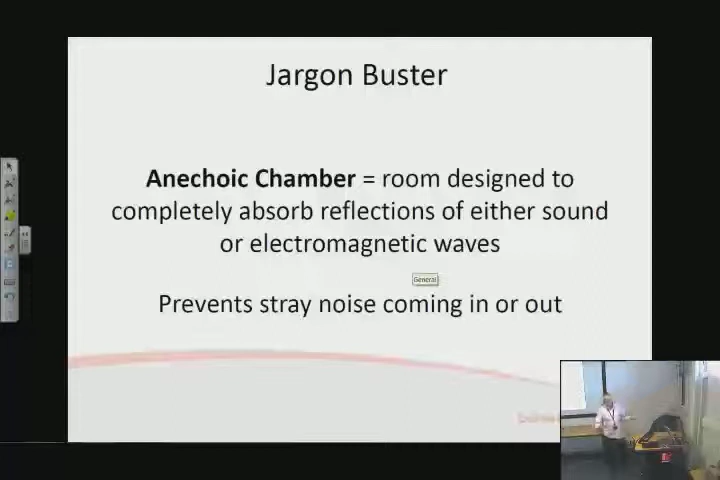 Jargon Buster
Anechoic Chamber = room designed to
completely absorb reflections of either sound
or electromagnetic waves
General
Prevents stray noise coming in or out